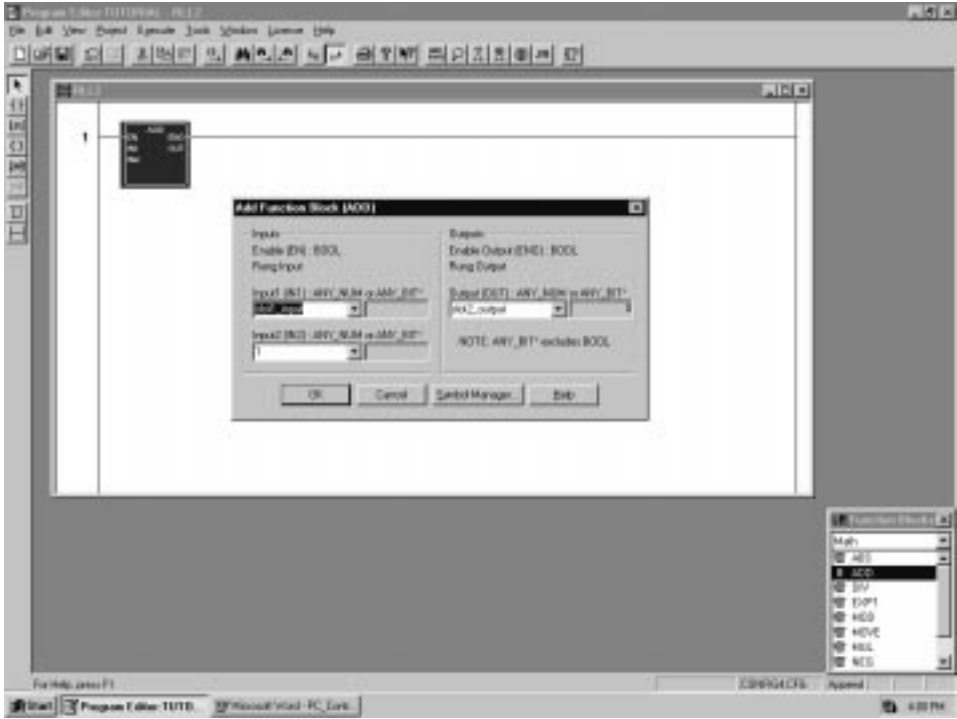 Program Editor TUTORIAL - RLL2
File Edit View Project Execute Tools Window License Help
1
ADD
EN ENO
IN1 OUT
IN2
Add Function Block (ADD)
Inputs
Enable (EN) : BOOL
Rung Input
Input1 (IN1) : ANY_NUM or ANY_BIT*
Input2 (IN2) : ANY_NUM or ANY_BIT*
1
Outputs
Enable Output (ENO) : BOOL
Rung Output
Output (OUT) : ANY_NUM or ANY_BIT*
slot2_output
NOTE: ANY_BIT* excludes BOOL
OK Cancel Symbol Manager... Help
Function Blocks
Math
ABS
ADD
DIV
EXPT
MOD
MOVE
MUL
NEG
For Help, press F1
CONFIG4.CFG Append
Start Program Editor TUTO... Microsoft Word - PC_Contr... 4:00 PM